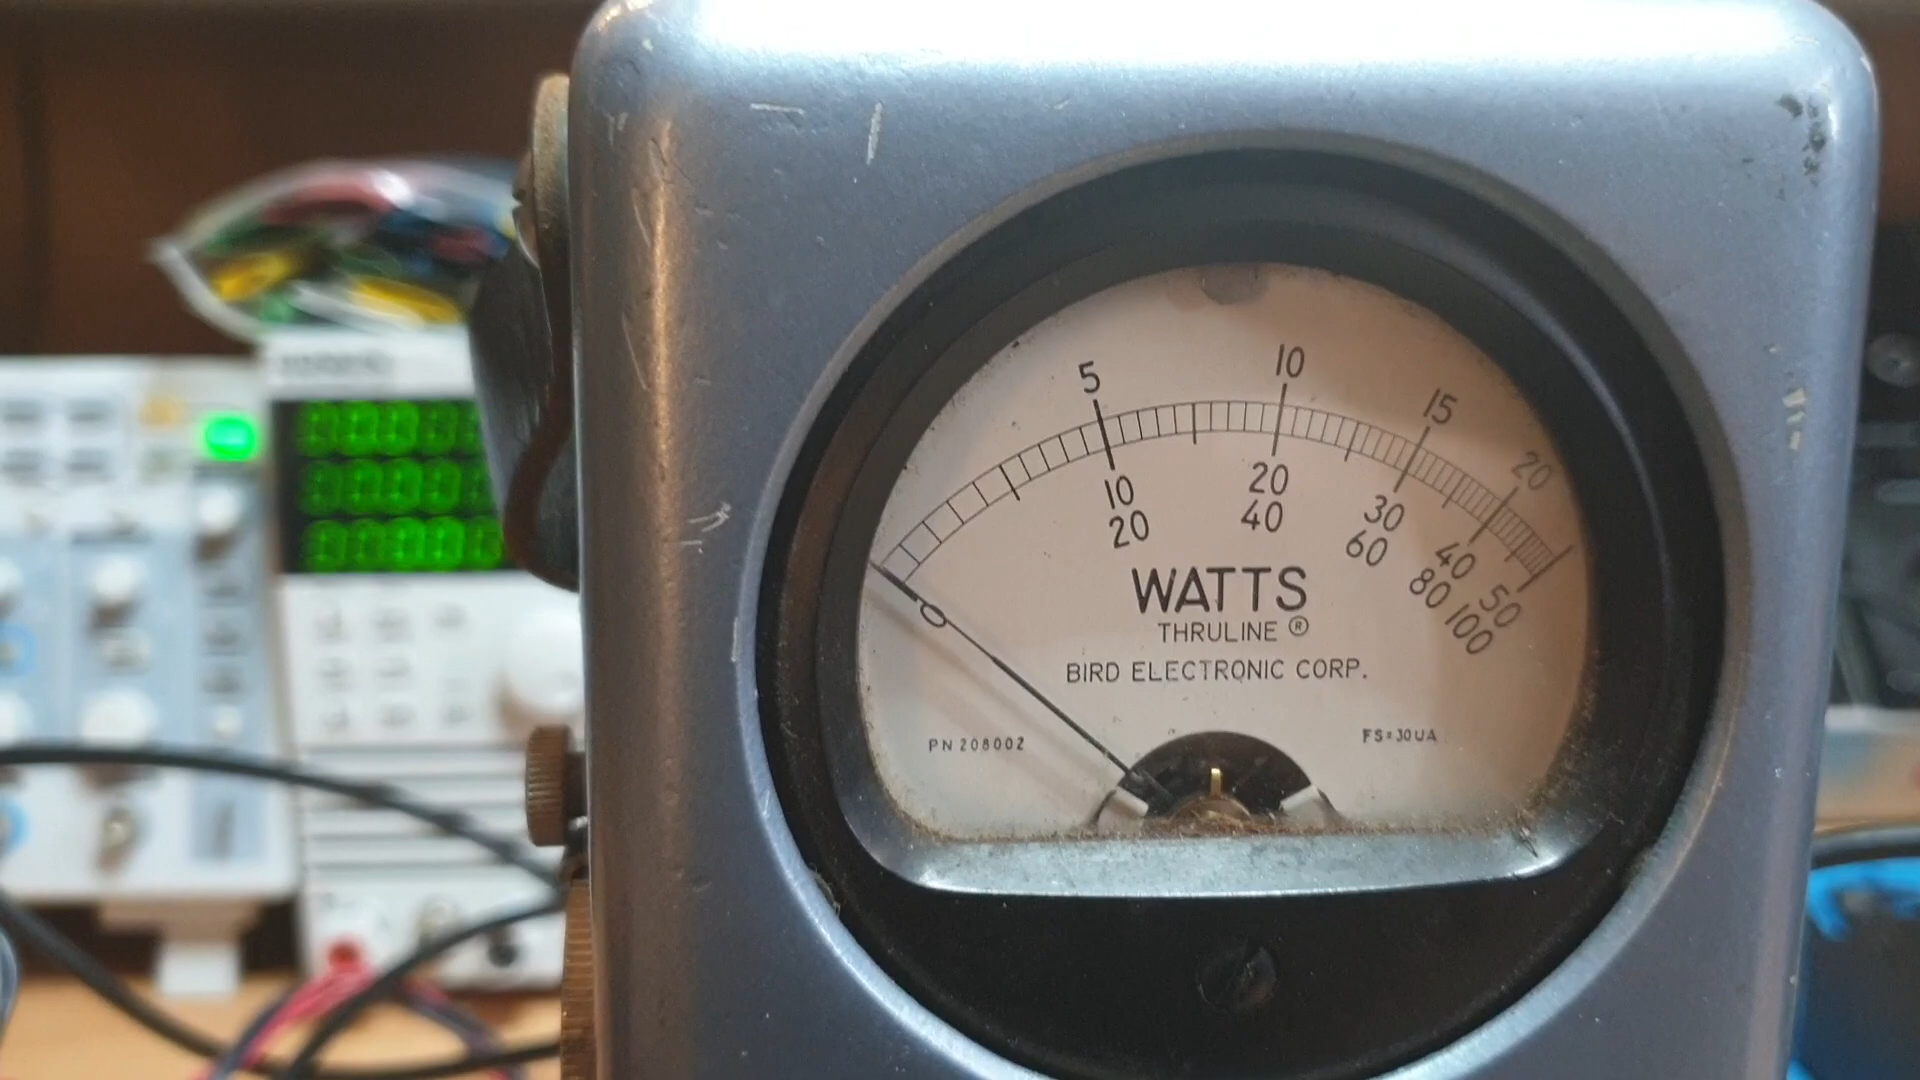 5 10 15 20
10 20 30 40 50
20 40 60 80 100
0
WATTS
THRULINE ®
BIRD ELECTRONIC CORP.
PN 208002 FS=30UA